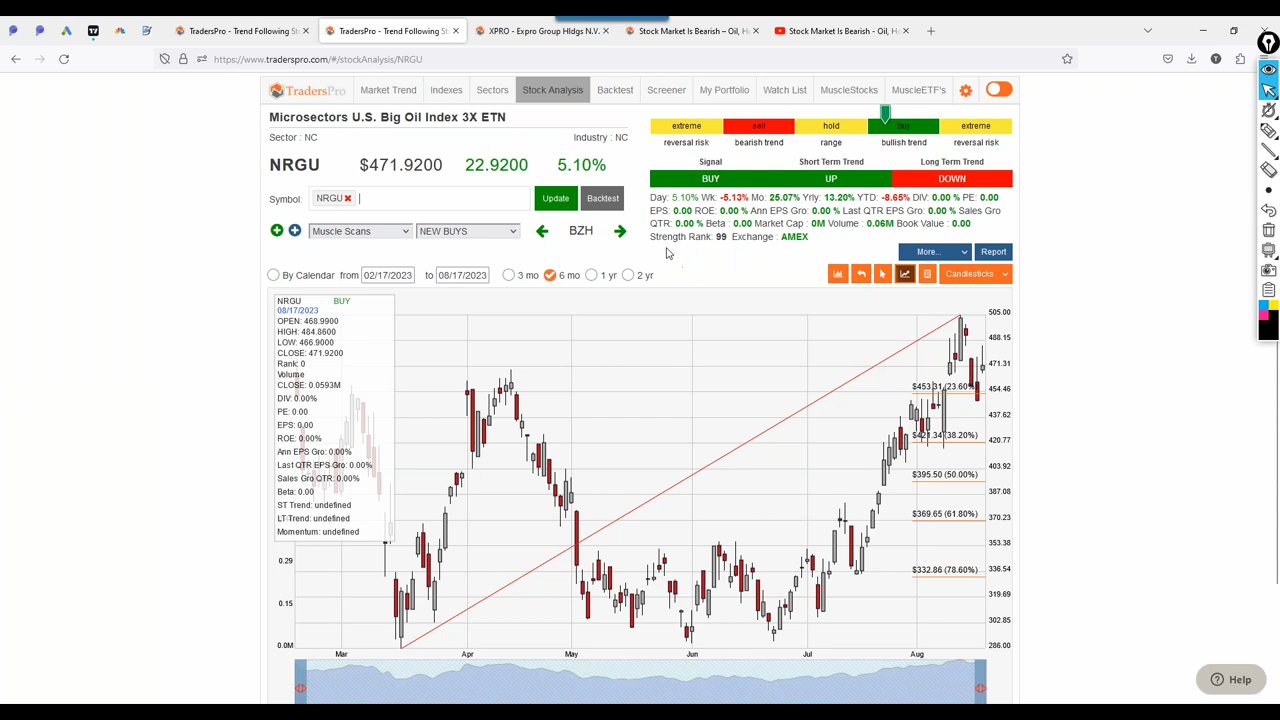 TradersPro - Trend Following St
TradersPro - Trend Following St
XPRO - Expro Group Hldgs N.V.
Stock Market Is Bearish – Oil, Ho
Stock Market Is Bearish - Oil, Ho
https://www.traderspro.com/#/stockAnalysis/NRGU
TradersPro
Market Trend
Indexes
Sectors
Stock Analysis
Backtest
Screener
My Portfolio
Watch List
MuscleStocks
MuscleETF's
Microsectors U.S. Big Oil Index 3X ETN
Sector : NC
Industry : NC
extreme sell hold buy extreme
reversal risk bearish trend range bullish trend reversal risk
NRGU $471.9200 22.9200 5.10%
Signal Short Term Trend Long Term Trend
BUY UP DOWN
Symbol: NRGU Update Backtest
Day: 5.10% Wk: -5.13% Mo: 25.07% Yrly: 13.20% YTD: -8.65% DIV: 0.00 % PE: 0.00
EPS: 0.00 ROE: 0.00 % Ann EPS Gro: 0.00 % Last QTR EPS Gro: 0.00 % Sales Gro
QTR: 0.00 % Beta : 0.00 Market Cap : 0M Volume : 0.06M Book Value : 0.00
Strength Rank: 99 Exchange : AMEX
Muscle Scans NEW BUYS BZH
More... Report
By Calendar from 02/17/2023 to 08/17/2023 3 mo 6 mo 1 yr 2 yr
Candlesticks
NRGU BUY
08/17/2023
OPEN: 468.9900
HIGH: 484.8600
LOW: 466.9000
CLOSE: 471.9200
Rank: 0
Volume
CLOSE: 0.0593M
DIV: 0.00%
PE: 0.00
EPS: 0.00
ROE: 0.00%
Ann EPS Gro: 0.00%
Last QTR EPS Gro: 0.00%
Sales Gro QTR: 0.00%
Beta: 0.00
ST Trend: undefined
LT Trend: undefined
Momentum: undefined
0.29
0.15
0.0M
$453.31 (23.60%)
$421.34 (38.20%)
$395.50 (50.00%)
$369.65 (61.80%)
$332.86 (78.60%)
505.00
488.15
471.31
454.46
437.62
420.77
403.92
387.08
370.23
353.38
336.54
319.69
302.85
286.00
Mar Apr May Jun Jul Aug
Help